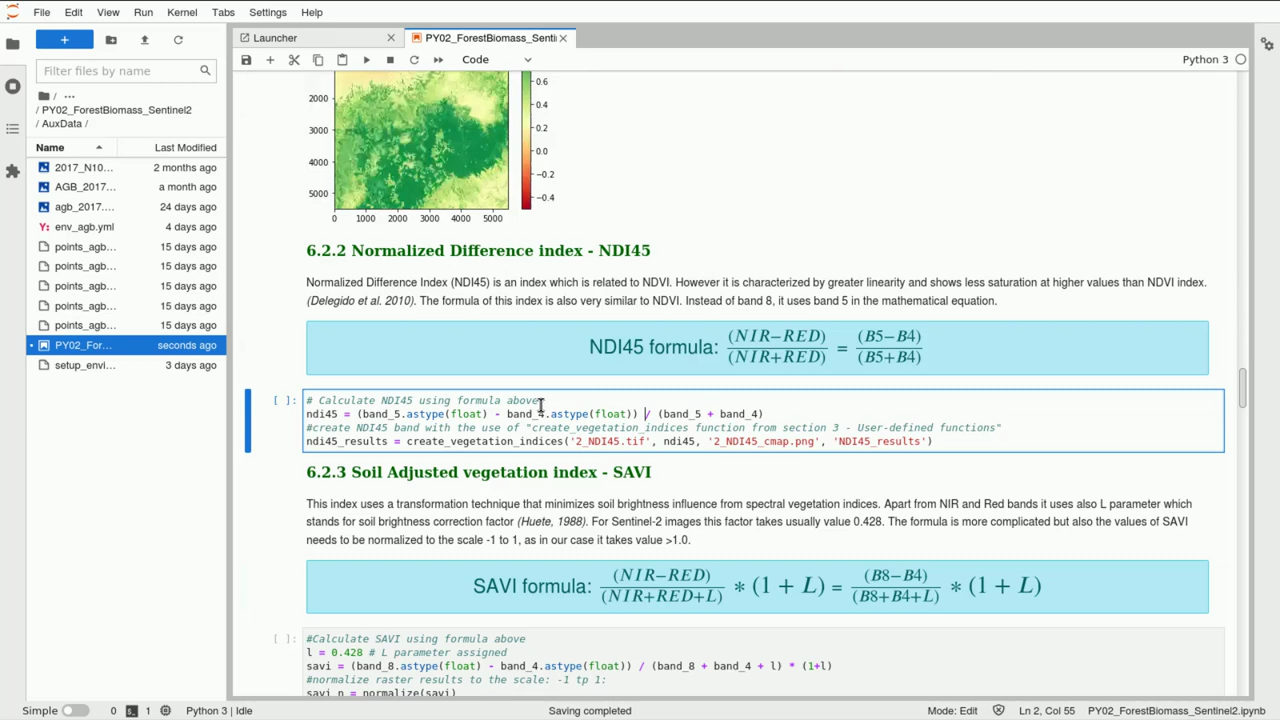 File Edit View Run Kernel Tabs Settings Help
Launcher
PY02_ForestBiomass_Senti
+
Code
Python 3
Filter files by name
/ ...
/ PY02_ForestBiomass_Sentinel2
/ AuxData /
Name Last Modified
2017_N10... 2 months ago
AGB_2017... a month ago
agb_2017.... 24 days ago
Y: env_agb.yml 4 days ago
points_agb... 15 days ago
points_agb... 15 days ago
points_agb... 15 days ago
points_agb... 15 days ago
points_agb... 15 days ago
PY02_For... seconds ago
setup_envi... 3 days ago
2000
3000
4000
5000
0 1000 2000 3000 4000 5000
0.6
0.4
0.2
0.0
−0.2
−0.4
6.2.2 Normalized Difference index - NDI45
Normalized Difference Index (NDI45) is an index which is related to NDVI. However it is characterized by greater linearity and shows less saturation at higher values than NDVI index.
(Delegido et al. 2010). The formula of this index is also very similar to NDVI. Instead of band 8, it uses band 5 in the mathematical equation.
NDI45 formula: (NIR−RED)/(NIR+RED) = (B5−B4)/(B5+B4)
[ ]:
# Calculate NDI45 using formula above
ndi45 = (band_5.astype(float) - band_4.astype(float)) / (band_5 + band_4)
#create NDI45 band with the use of "create_vegetation_indices function from section 3 - User-defined functions"
ndi45_results = create_vegetation_indices('2_NDI45.tif', ndi45, '2_NDI45_cmap.png', 'NDI45_results')
6.2.3 Soil Adjusted vegetation index - SAVI
This index uses a transformation technique that minimizes soil brightness influence from spectral vegetation indices. Apart from NIR and Red bands it uses also L parameter which
stands for soil brightness correction factor (Huete, 1988). For Sentinel-2 images this factor takes usually value 0.428. The formula is more complicated but also the values of SAVI
needs to be normalized to the scale -1 to 1, as in our case it takes value >1.0.
SAVI formula: (NIR−RED)/(NIR+RED+L) ∗ (1 + L) = (B8−B4)/(B8+B4+L) ∗ (1 + L)
[ ]:
#Calculate SAVI using formula above
l = 0.428 # L parameter assigned
savi = (band_8.astype(float) - band_4.astype(float)) / (band_8 + band_4 + l) * (1+l)
#normalize raster results to the scale: -1 tp 1:
savi_n = normalize(savi)
Simple 0 1 Python 3 | Idle Saving completed Mode: Edit Ln 2, Col 55 PY02_ForestBiomass_Sentinel2.ipynb